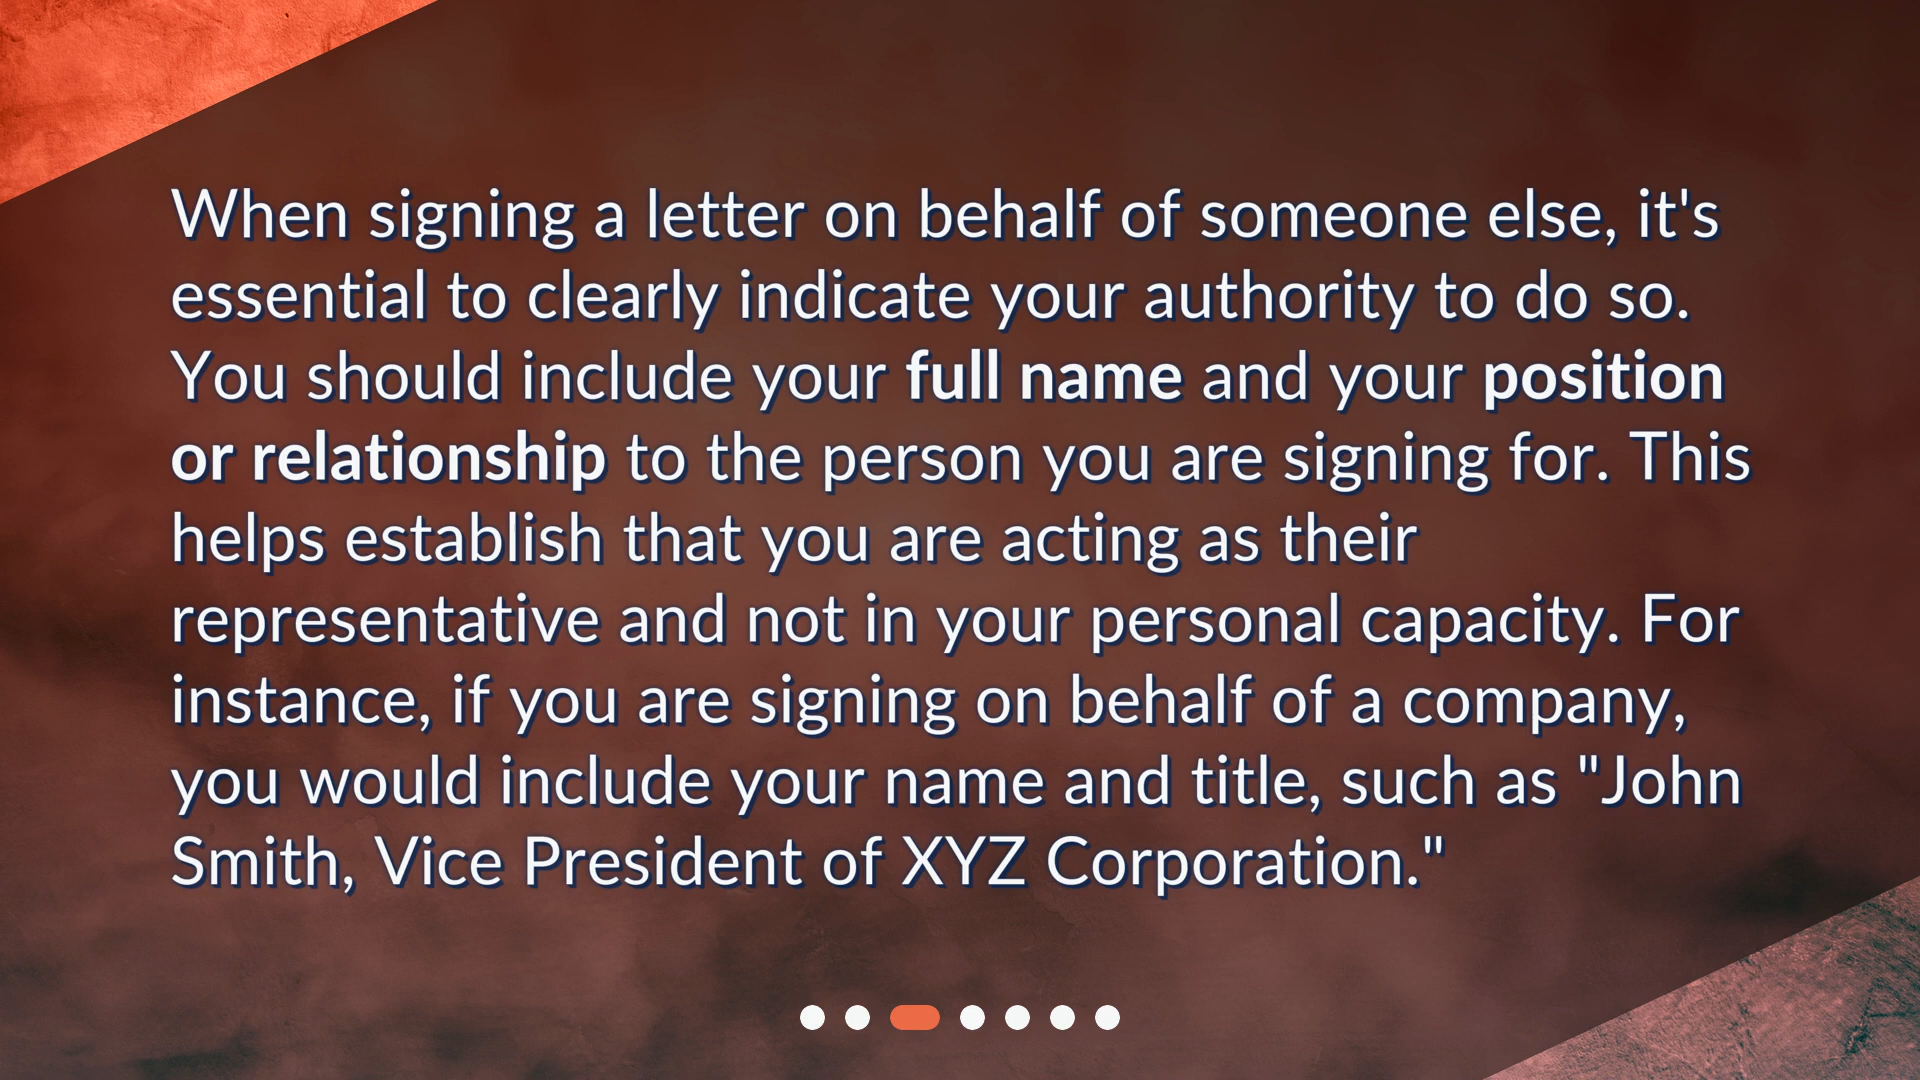 When signing a letter on behalf of someone else, it's
essential to clearly indicate your authority to do so.
You should include your full name and your position
or relationship to the person you are signing for. This
helps establish that you are acting as their
representative and not in your personal capacity. For
instance, if you are signing on behalf of a company,
you would include your name and title, such as "John
Smith, Vice President of XYZ Corporation."